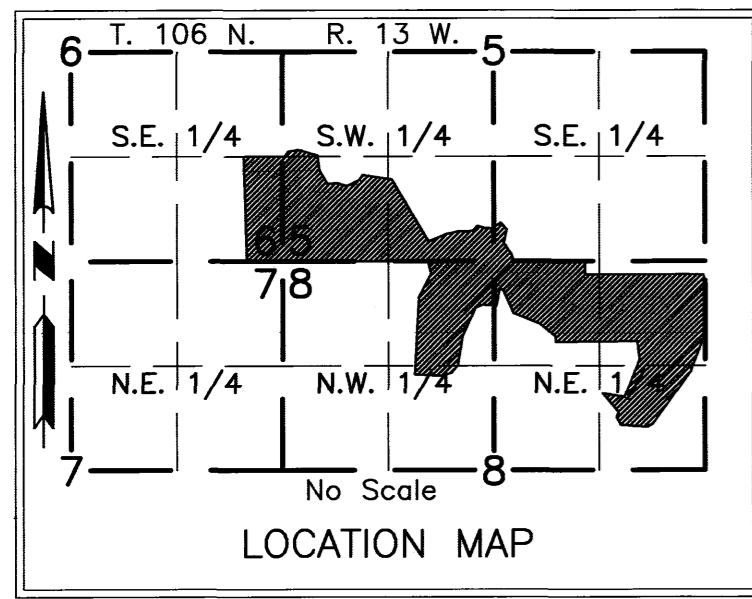 T. 106 N. R. 13 W.
6 5
S.E. 1/4 S.W. 1/4 S.E. 1/4
6 5
N
7 8
N.E. 1/4 N.W. 1/4 N.E. 1/4
7 8
No Scale
LOCATION MAP